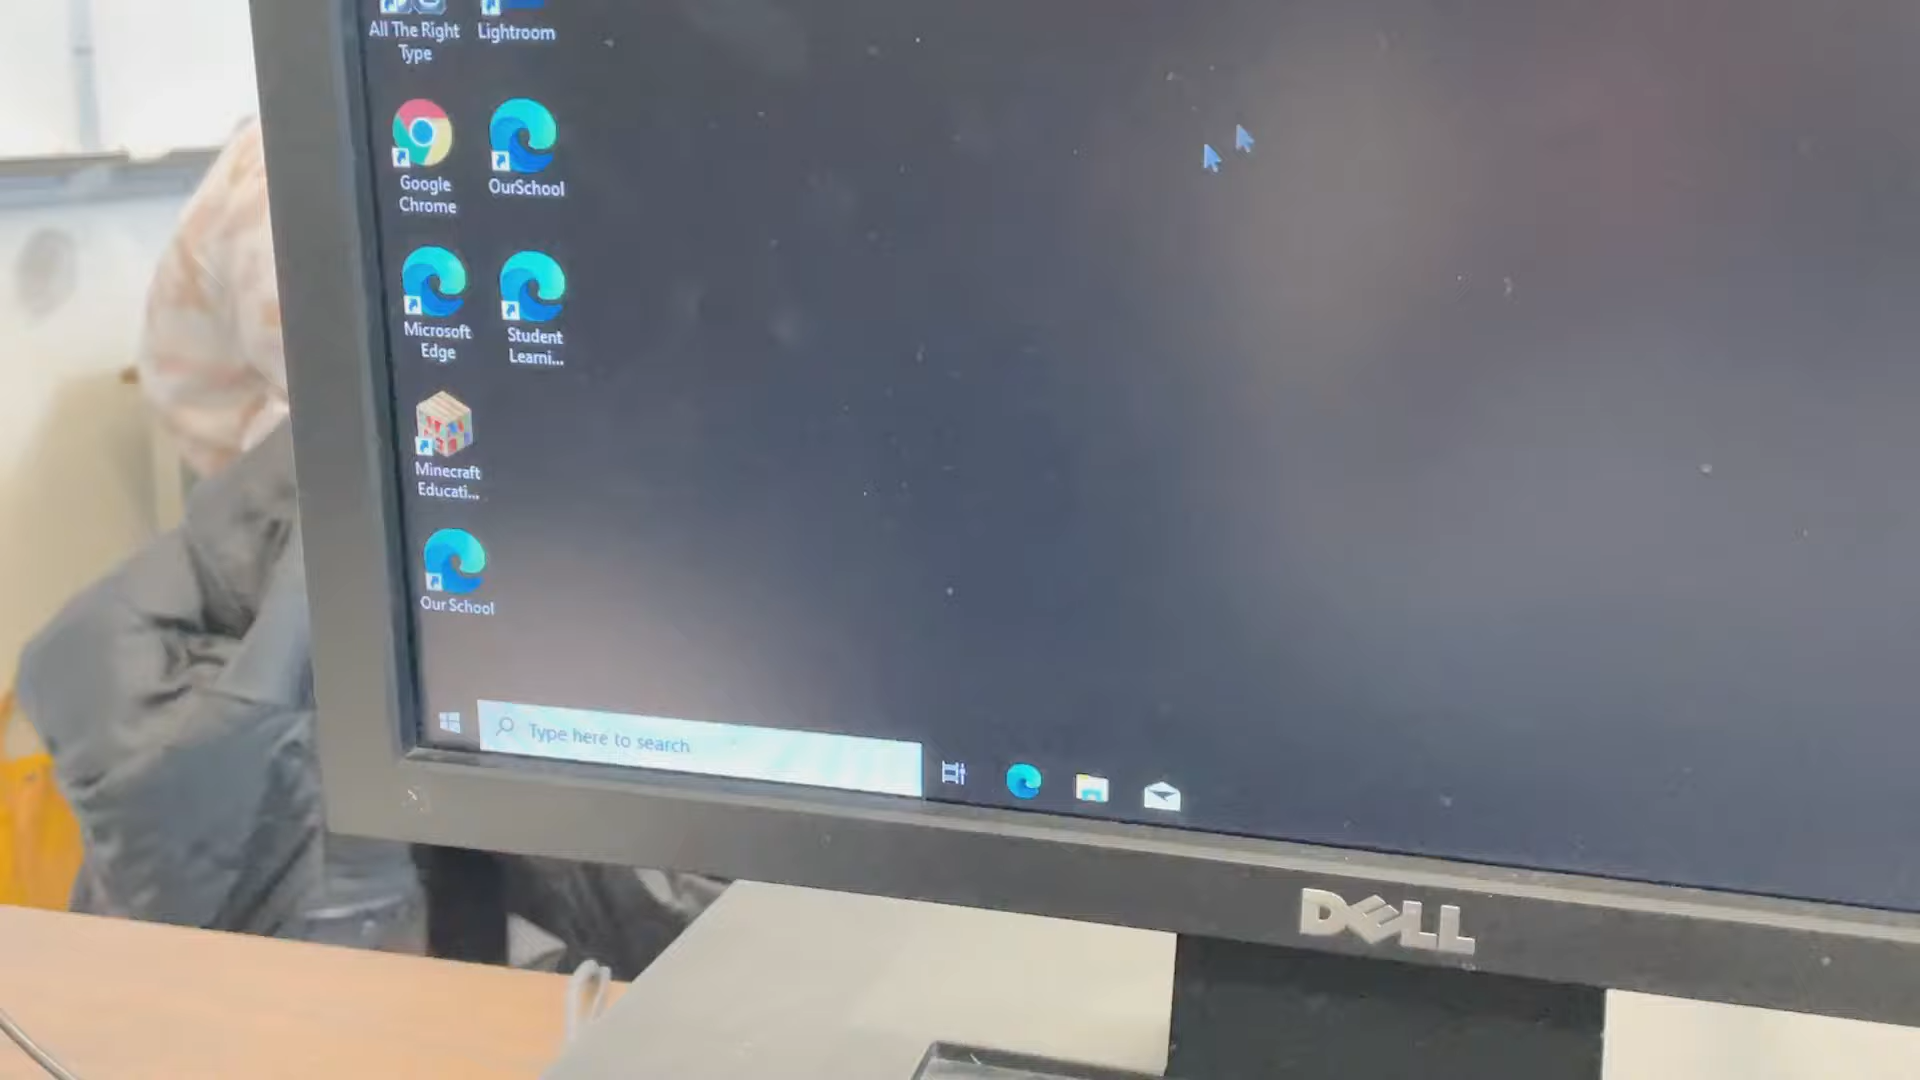 All The Right
Type
Lightroom
Google
Chrome
OurSchool
Microsoft
Edge
Student
Learni...
Minecraft
Educati...
Our School
Type here to search
DELL